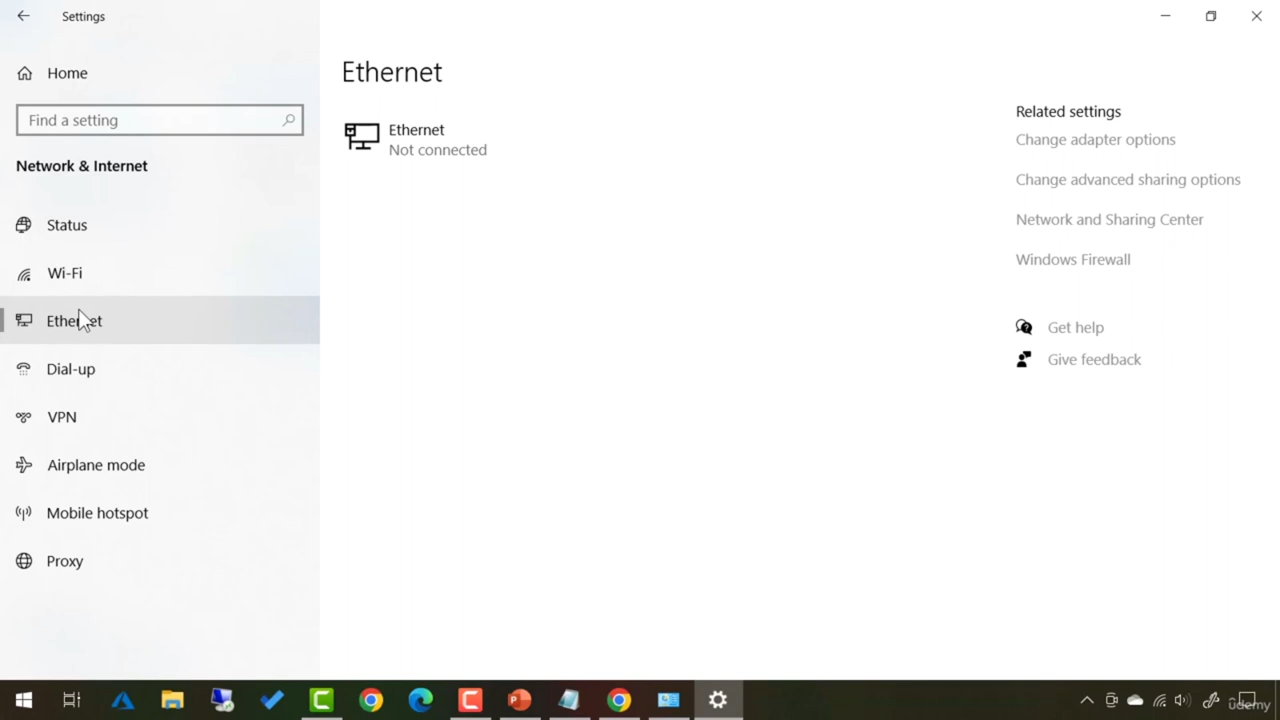 Settings
Home
Find a setting
Network & Internet
Status
Wi-Fi
Ethernet
Dial-up
VPN
Airplane mode
Mobile hotspot
Proxy
Ethernet
Ethernet
Not connected
Related settings
Change adapter options
Change advanced sharing options
Network and Sharing Center
Windows Firewall
Get help
Give feedback
udemy